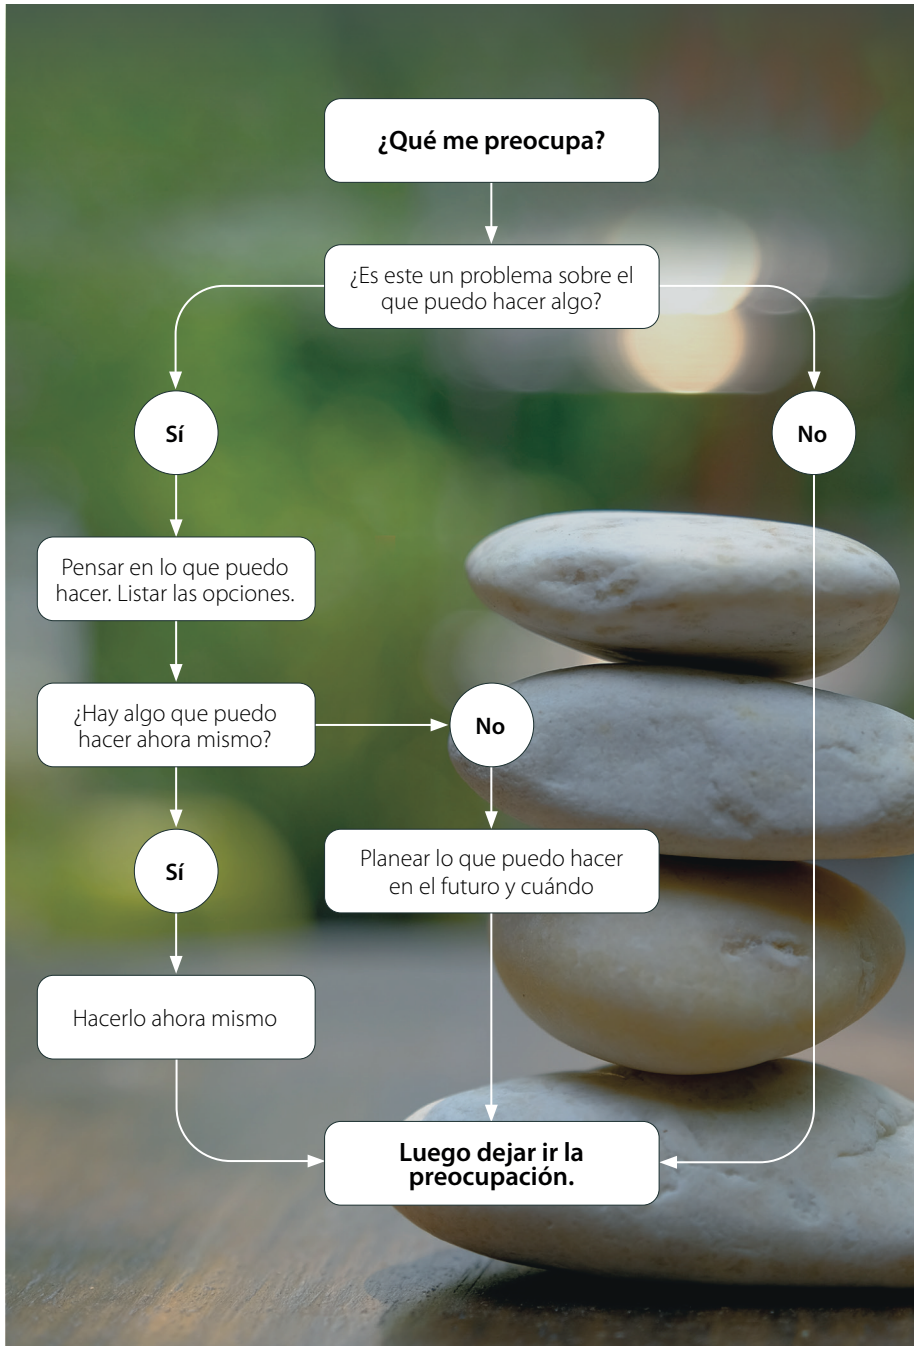 ¿Qué me preocupa?
¿Es este un problema sobre el
que puedo hacer algo?
Sí
No
Pensar en lo que puedo
hacer. Listar las opciones.
¿Hay algo que puedo
hacer ahora mismo?
No
Sí
Planear lo que puedo hacer
en el futuro y cuándo
Hacerlo ahora mismo
Luego dejar ir la
preocupación.